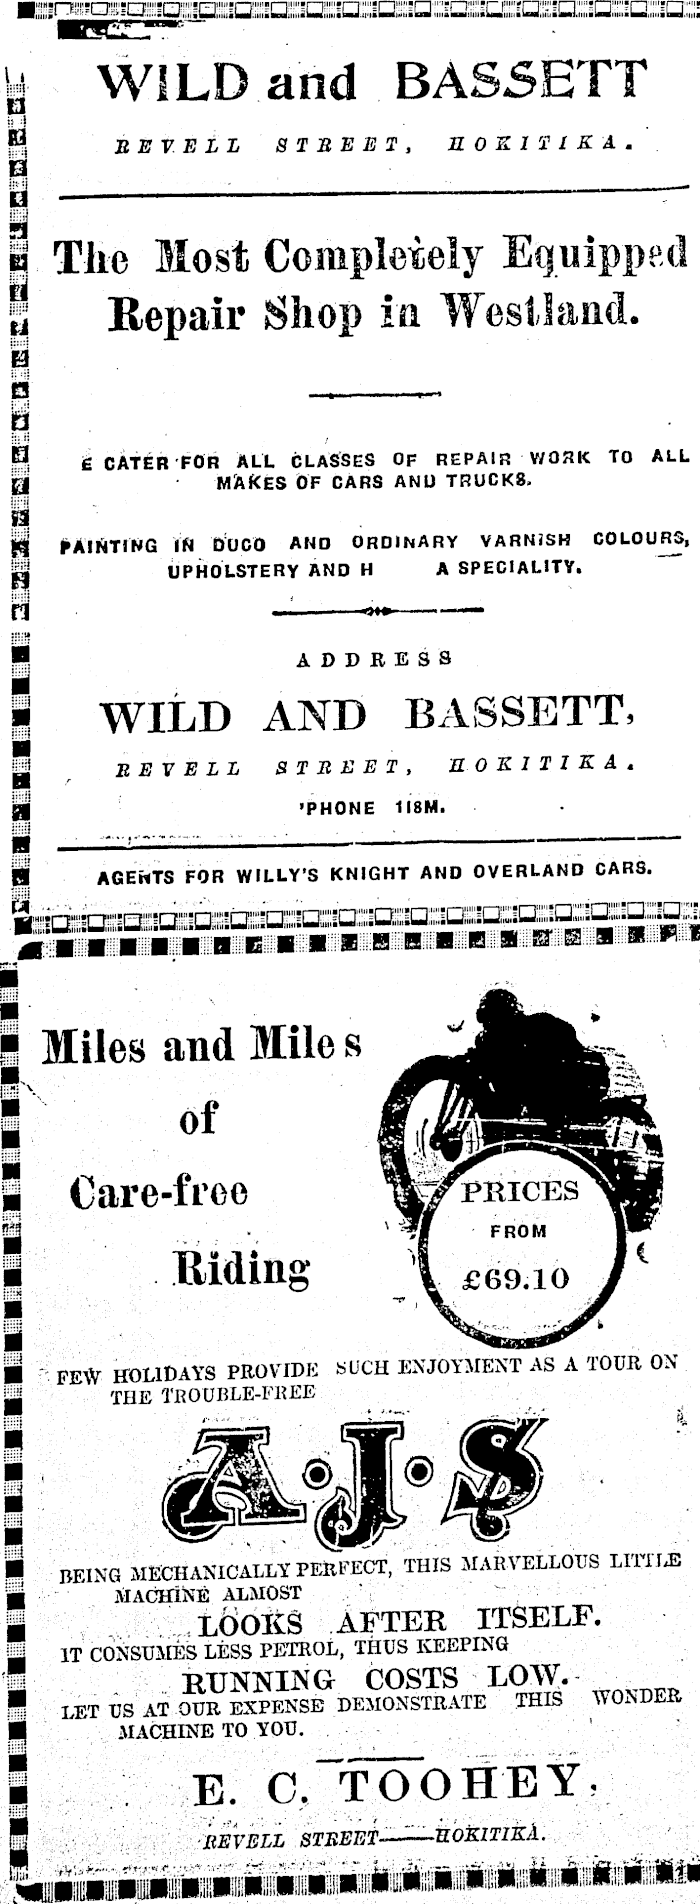 WILD and BASSETT
REVELL STREET, HOKITIKA.
The Most Completely Equipped
Repair Shop in Westland.
E CATER FOR ALL CLASSES OF REPAIR WORK TO ALL
MAKES OF CARS AND TRUCKS.
PAINTING IN DUCO AND ORDINARY VARNISH COLOURS,
UPHOLSTERY AND H A SPECIALITY.
ADDRESS
WILD AND BASSETT,
REVELL STREET, HOKITIKA.
'PHONE 118M.
AGENTS FOR WILLY'S KNIGHT AND OVERLAND CARS.
Miles and Miles
of
Care-free
Riding
PRICES
FROM
£69.10
FEW HOLIDAYS PROVIDE SUCH ENJOYMENT AS A TOUR ON
THE TROUBLE-FREE
A·J·S
BEING MECHANICALLY PERFECT, THIS MARVELLOUS LITTLE
MACHINE ALMOST
LOOKS AFTER ITSELF.
IT CONSUMES LESS PETROL, THUS KEEPING
RUNNING COSTS LOW.
LET US AT OUR EXPENSE DEMONSTRATE THIS WONDER
MACHINE TO YOU.
E. C. TOOHEY,
REVELL STREET——HOKITIKA.